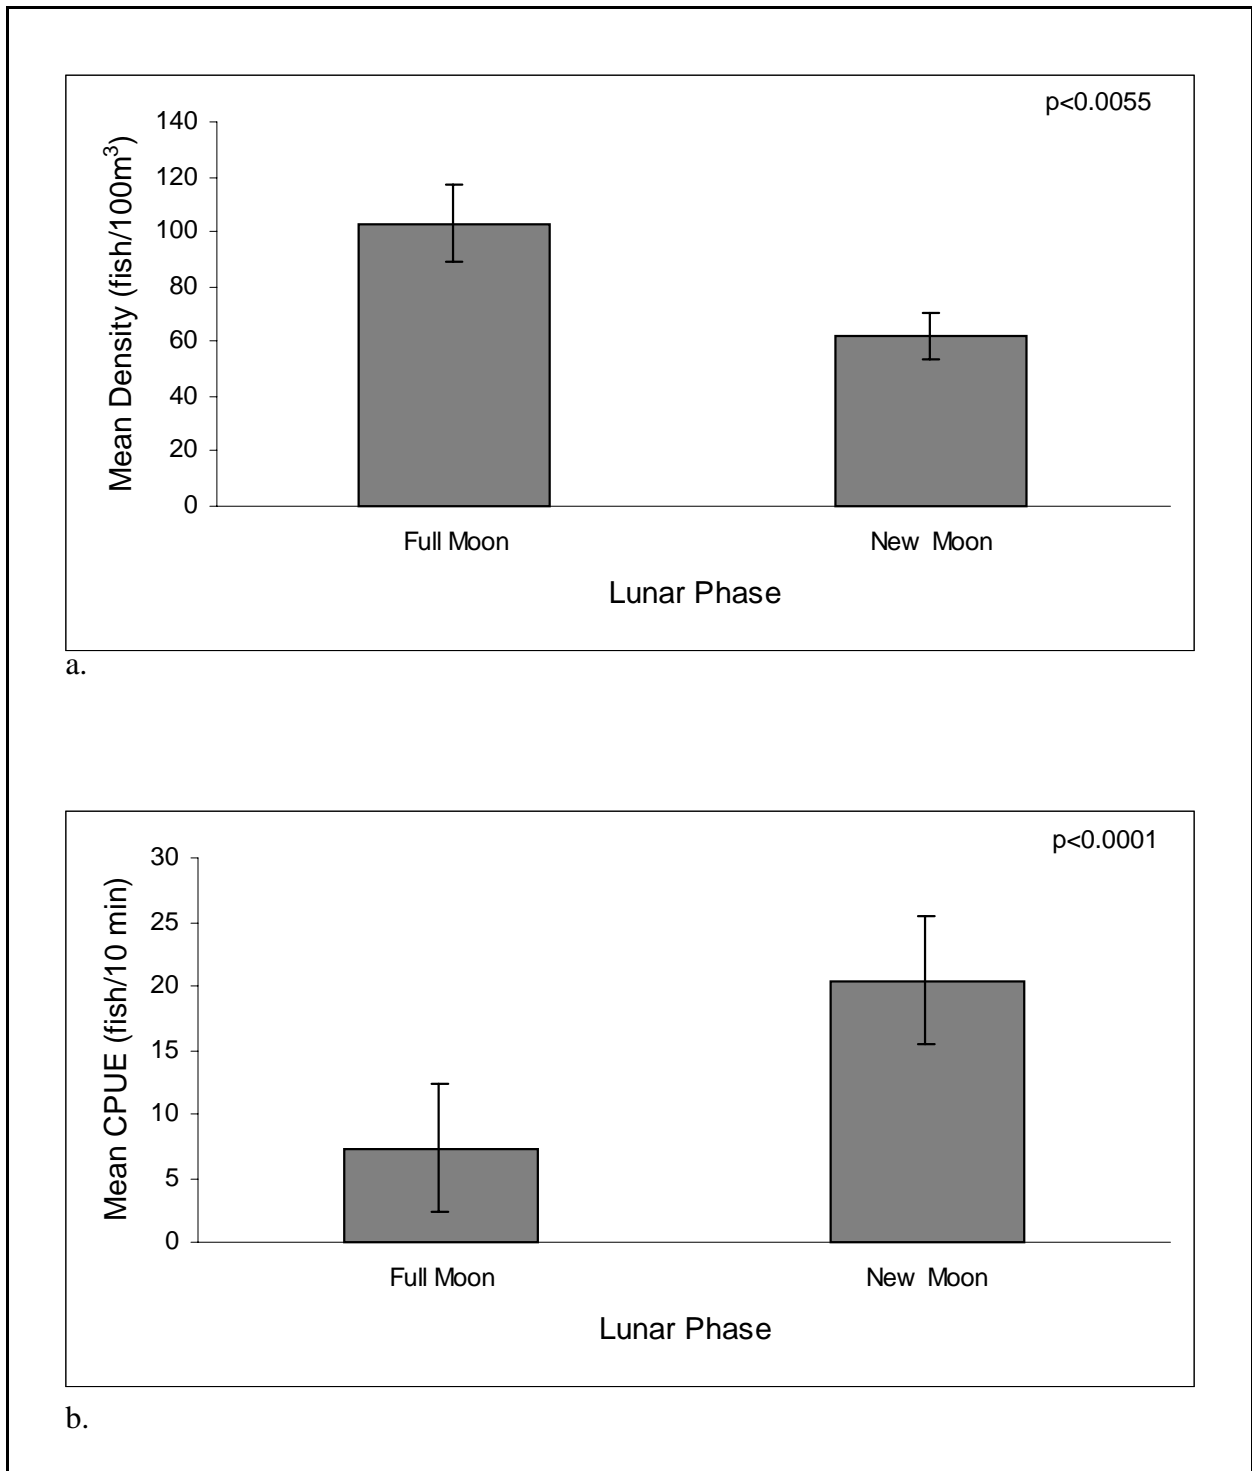 p<0.0055
140
120
100
80
60
40
20
0
Mean Density (fish/100m³)
Full Moon New Moon
Lunar Phase
a.
p<0.0001
30
25
20
15
10
5
0
Mean CPUE (fish/10 min)
Full Moon New Moon
Lunar Phase
b.